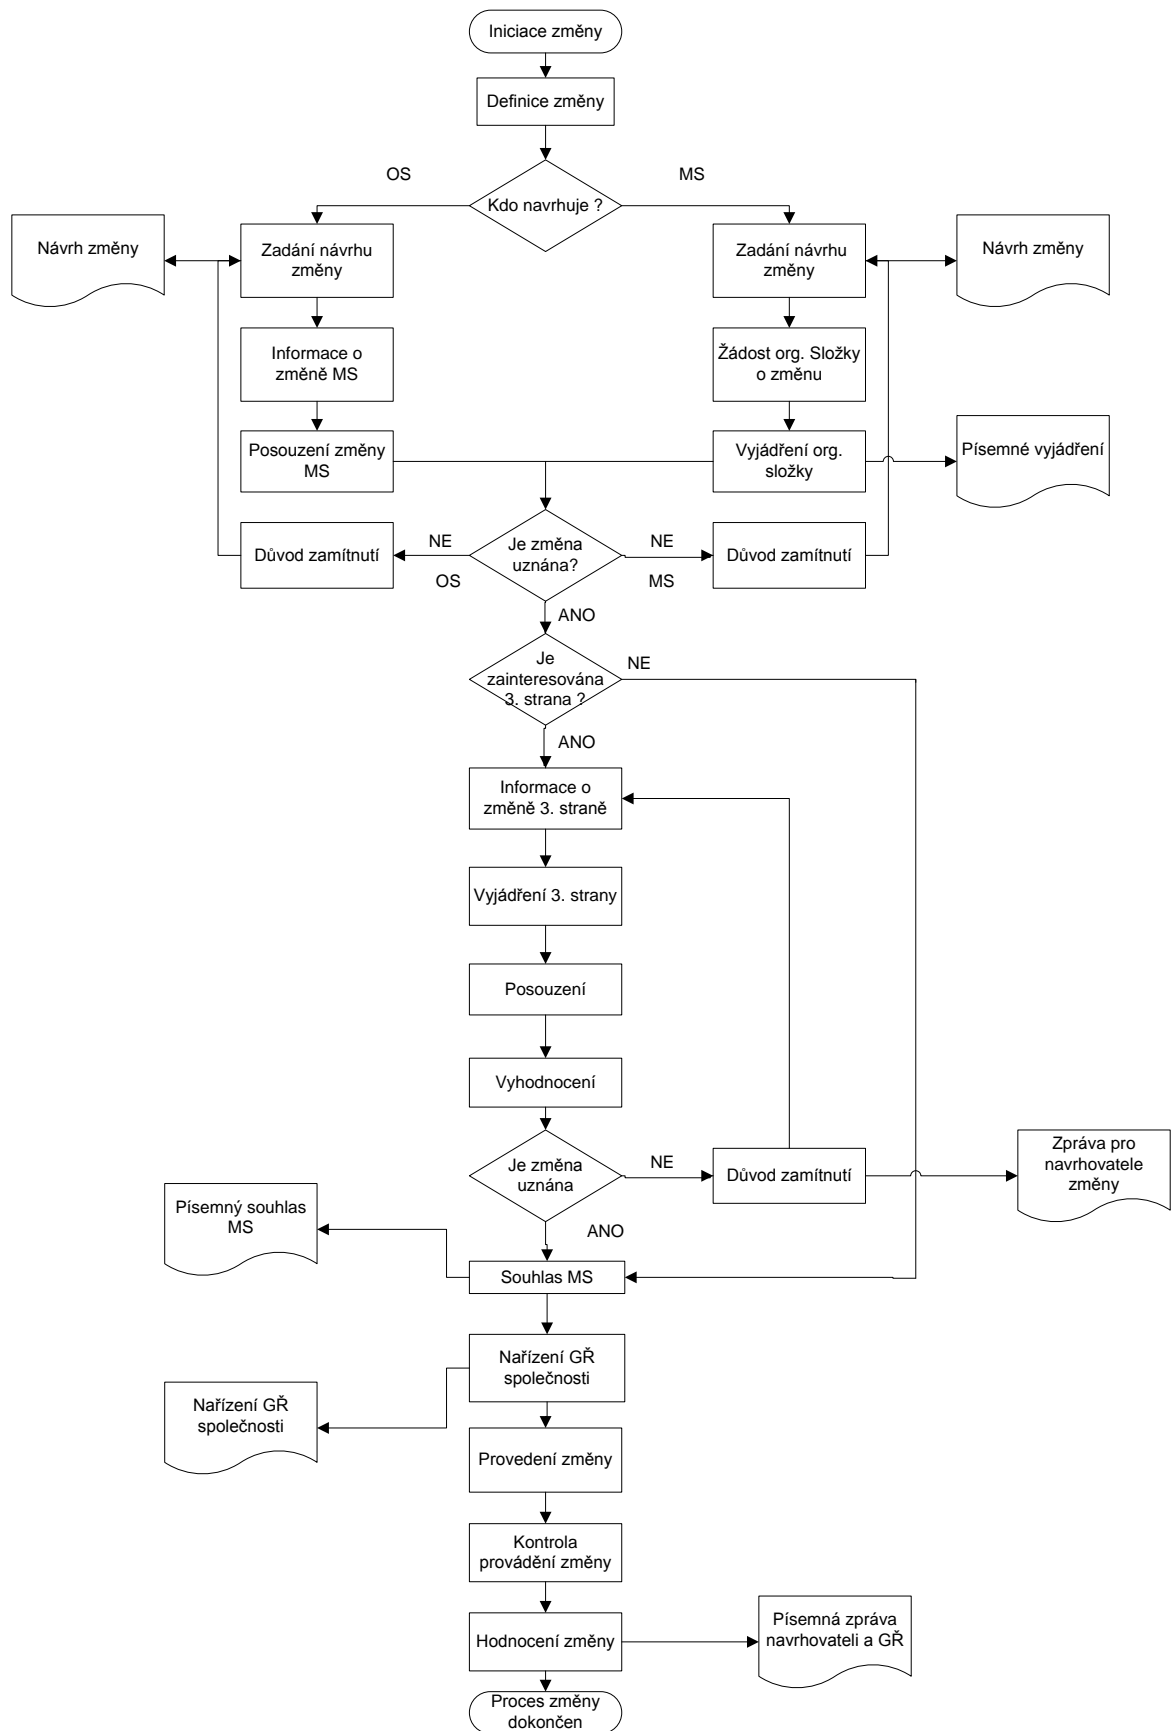 Iniciace změny
Definice změny
OS
MS
Kdo navrhuje ?
Návrh změny
Zadání návrhu
změny
Zadání návrhu
změny
Návrh změny
Informace o
změně MS
Žádost org. Složky
o změnu
Posouzení změny
MS
Vyjádření org.
složky
Písemné vyjádření
Důvod zamítnutí
NE
OS
Je změna
uznána?
NE
MS
Důvod zamítnutí
ANO
Je
zainteresována
3. strana ?
NE
ANO
Informace o
změně 3. straně
Vyjádření 3. strany
Posouzení
Vyhodnocení
Je změna
uznána
NE
Důvod zamítnutí
Zpráva pro
navrhovatele
změny
Písemný souhlas
MS
ANO
Souhlas MS
Nařízení GŘ
společnosti
Nařízení GŘ
společnosti
Provedení změny
Kontrola
provádění změny
Hodnocení změny
Písemná zpráva
navrhovateli a GŘ
Proces změny
dokončen